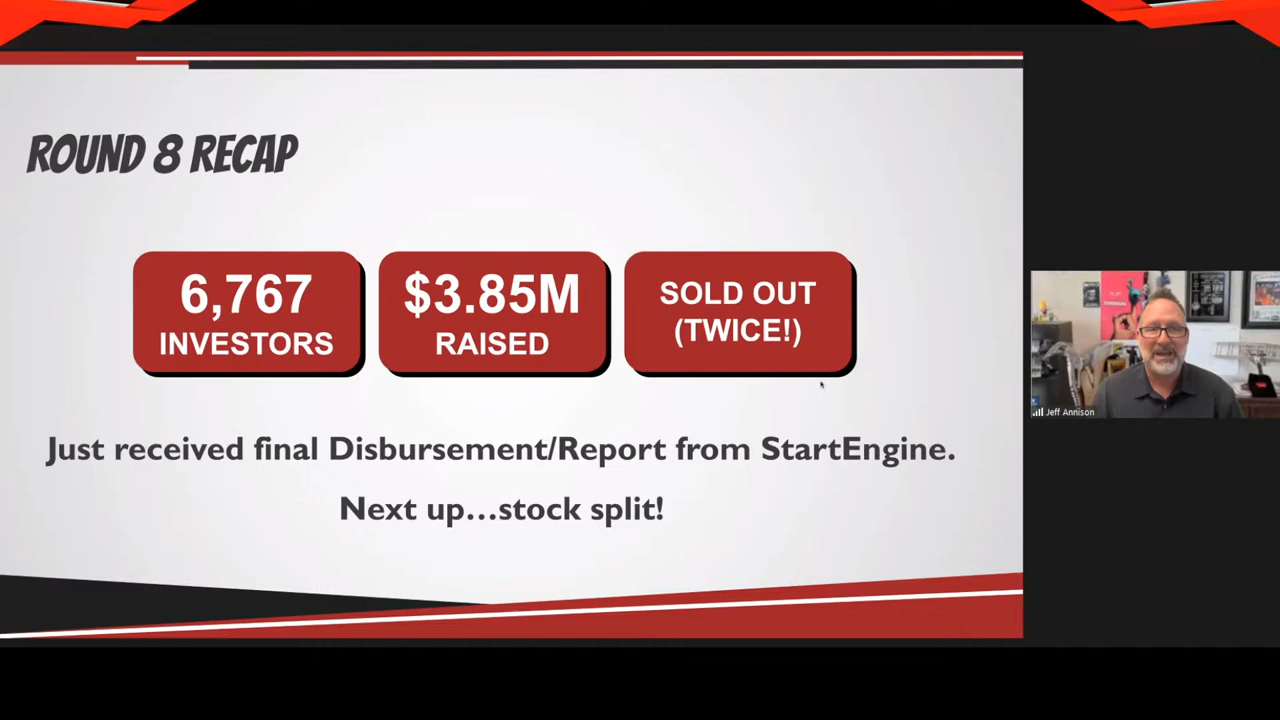 ROUND 8 RECAP
6,767
INVESTORS
$3.85M
RAISED
SOLD OUT
(TWICE!)
Just received final Disbursement/Report from StartEngine.
Next up...stock split!
Jeff Annison